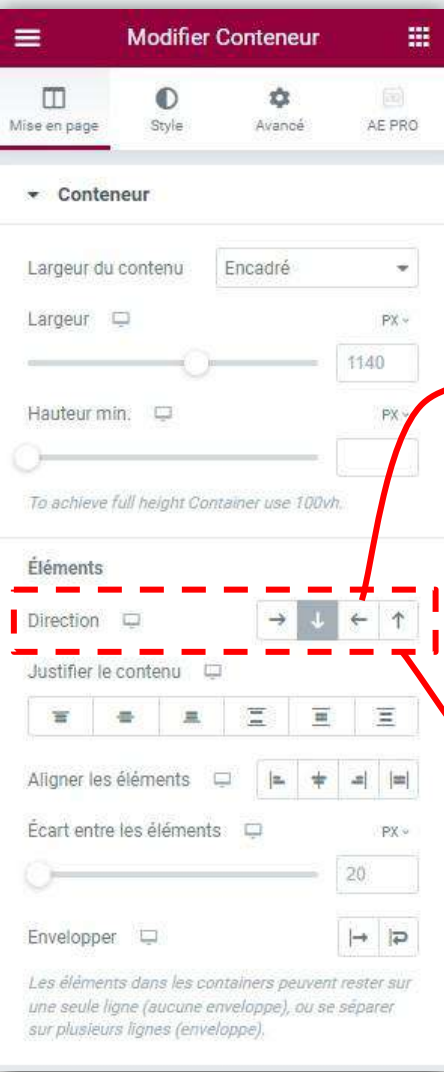 Modifier Conteneur
Mise en page Style Avancé AE PRO
Conteneur
Largeur du contenu Encadré
Largeur PX
1140
Hauteur min. PX
To achieve full height Container use 100vh.
Éléments
Direction
Justifier le contenu
Aligner les éléments
Écart entre les éléments PX
20
Envelopper
Les éléments dans les containers peuvent rester sur
une seule ligne (aucune enveloppe), ou se séparer
sur plusieurs lignes (enveloppe).